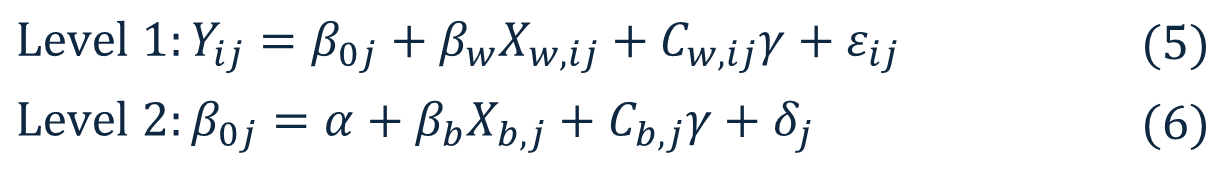 Level 1: Y_{ij} = β_{0j} + β_w X_{w,ij} + C_{w,ij} γ + ε_{ij} (5)
Level 2: β_{0j} = α + β_b X_{b,j} + C_{b,j} γ + δ_j (6)